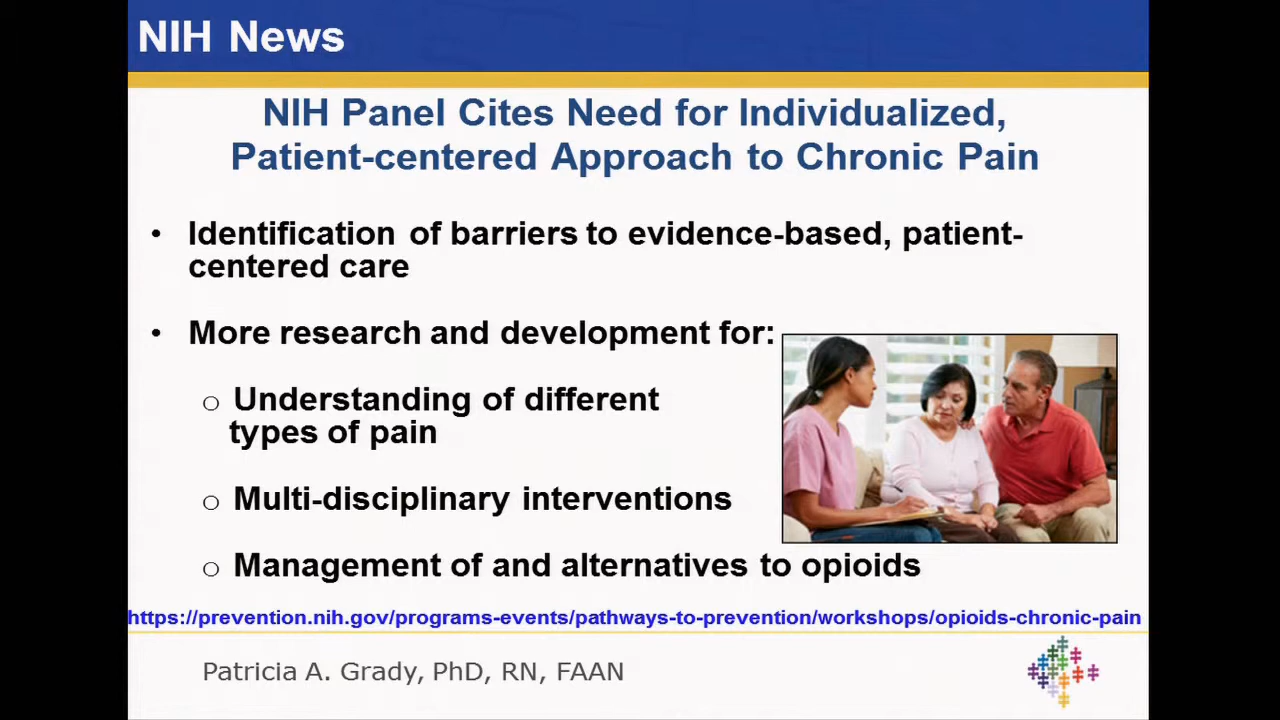 NIH News
NIH Panel Cites Need for Individualized,
Patient-centered Approach to Chronic Pain
• Identification of barriers to evidence-based, patient-
centered care
• More research and development for:
o Understanding of different
types of pain
o Multi-disciplinary interventions
o Management of and alternatives to opioids
https://prevention.nih.gov/programs-events/pathways-to-prevention/workshops/opioids-chronic-pain
Patricia A. Grady, PhD, RN, FAAN